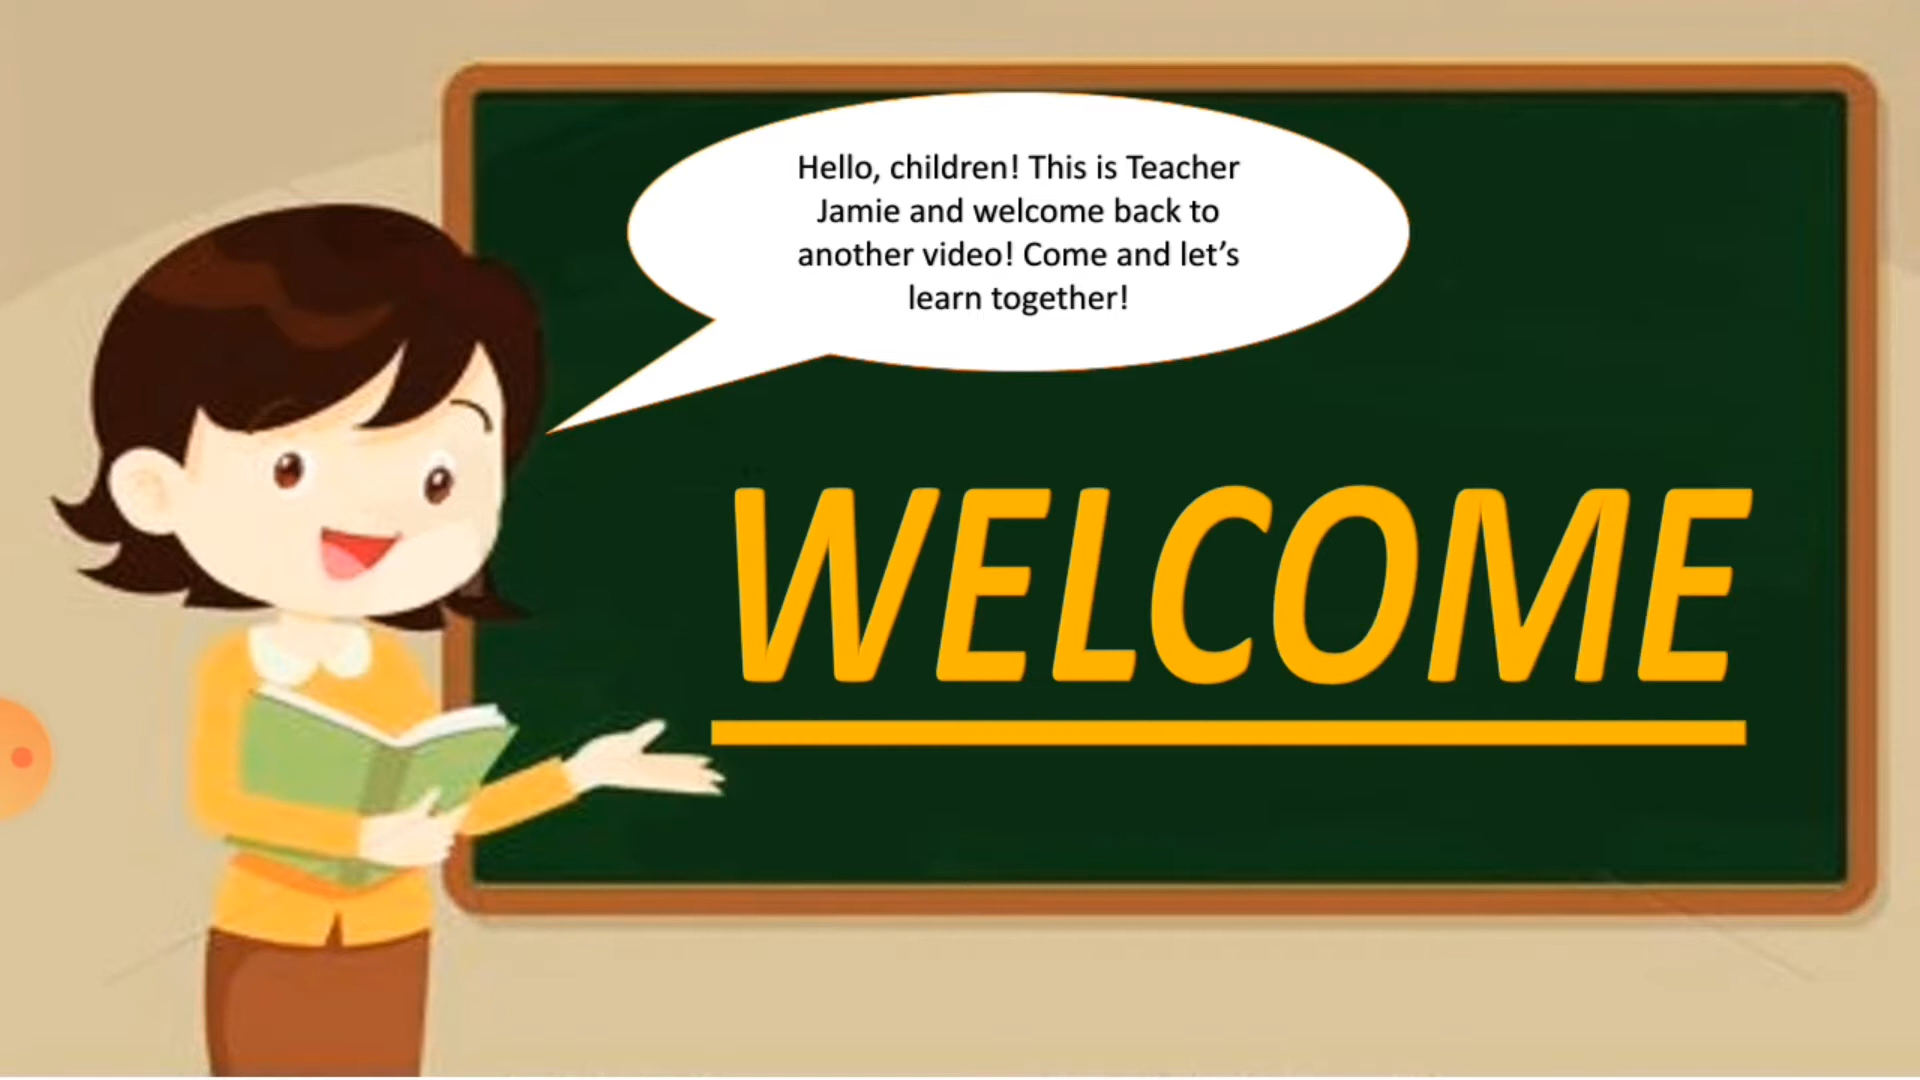 Hello, children! This is Teacher
Jamie and welcome back to
another video! Come and let’s
learn together!
WELCOME